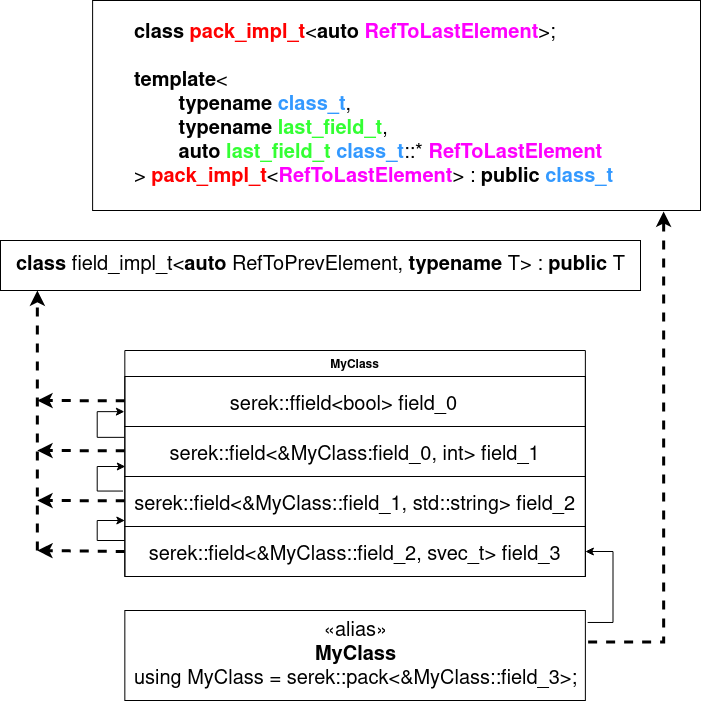 class pack_impl_t<auto RefToLastElement>;
template<
typename class_t,
typename last_field_t,
auto last_field_t class_t::* RefToLastElement
> pack_impl_t<RefToLastElement> : public class_t
class field_impl_t<auto RefToPrevElement, typename T> : public T
MyClass
serek::ffield<bool> field_0
serek::field<&MyClass:field_0, int> field_1
serek::field<&MyClass::field_1, std::string> field_2
serek::field<&MyClass::field_2, svec_t> field_3
«alias»
MyClass
using MyClass = serek::pack<&MyClass::field_3>;